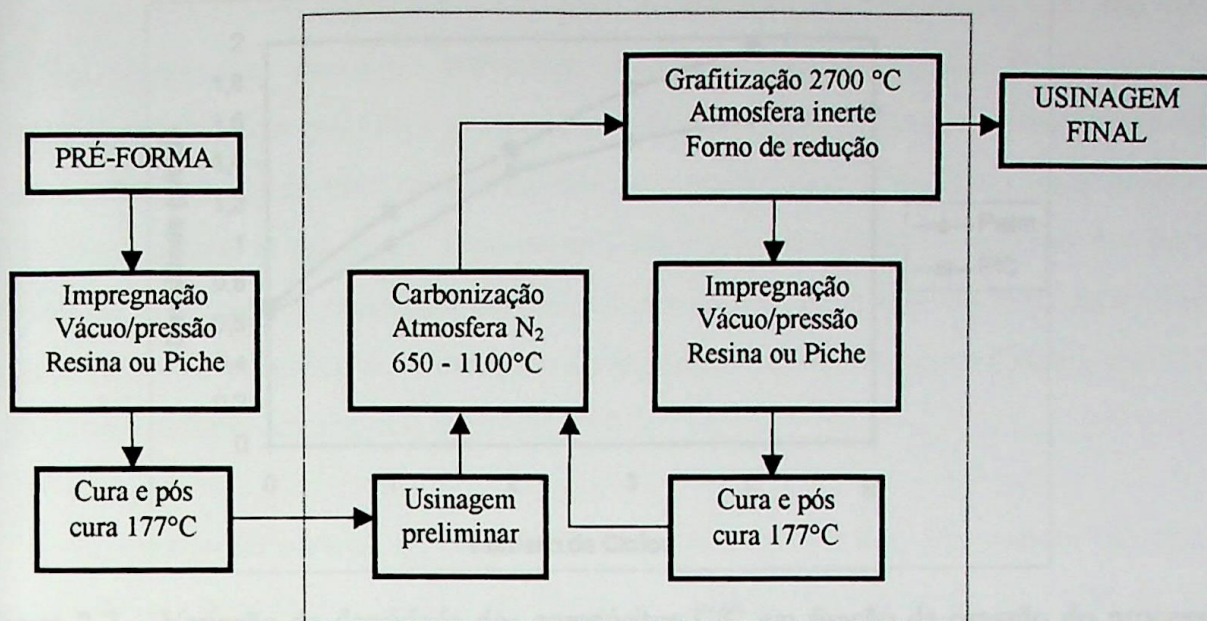 PRÉ-FORMA
Impregnação
Vácuo/pressão
Resina ou Piche
Cura e pós
cura 177°C
Usinagem
preliminar
Carbonização
Atmosfera N₂
650 - 1100°C
Grafitização 2700 °C
Atmosfera inerte
Forno de redução
Impregnação
Vácuo/pressão
Resina ou Piche
Cura e pós
cura 177°C
USINAGEM
FINAL